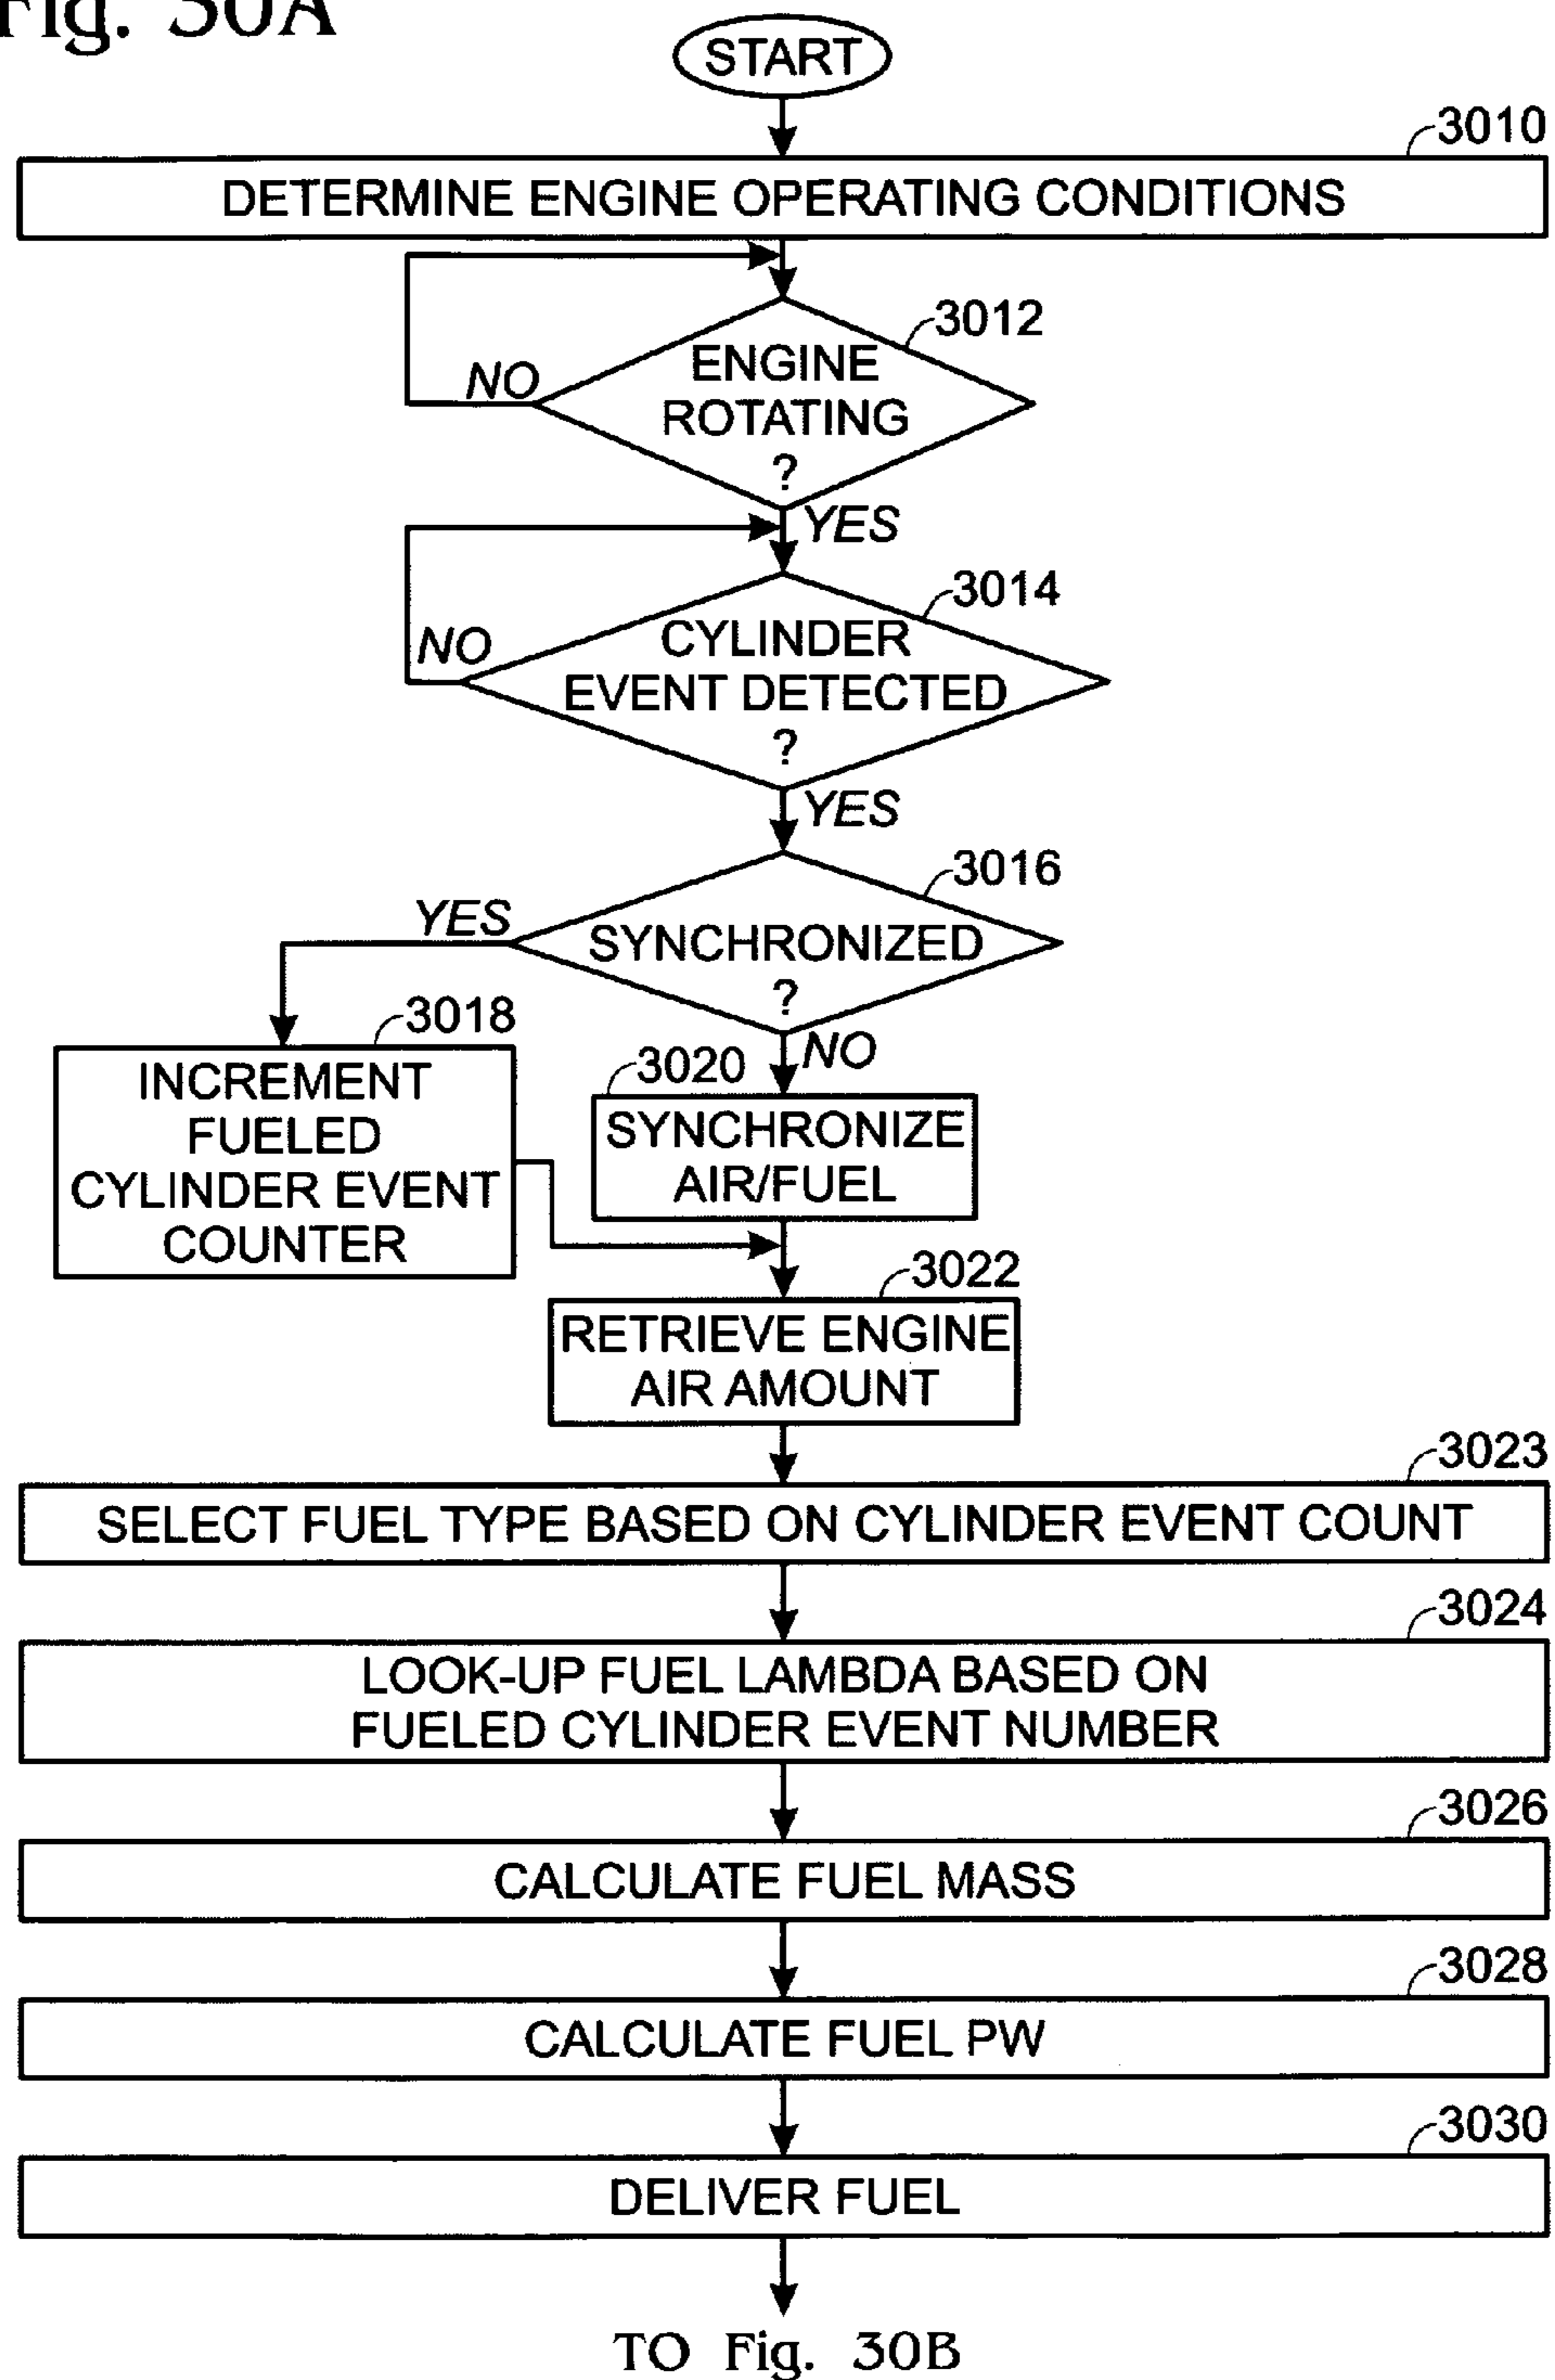 Fig. 30A
START
3010
DETERMINE ENGINE OPERATING CONDITIONS
3012
ENGINE
ROTATING
?
NO
YES
3014
CYLINDER
EVENT DETECTED
?
NO
YES
3016
SYNCHRONIZED
?
YES
NO
3018
INCREMENT
FUELED
CYLINDER EVENT
COUNTER
3020
SYNCHRONIZE
AIR/FUEL
3022
RETRIEVE ENGINE
AIR AMOUNT
3023
SELECT FUEL TYPE BASED ON CYLINDER EVENT COUNT
3024
LOOK-UP FUEL LAMBDA BASED ON
FUELED CYLINDER EVENT NUMBER
3026
CALCULATE FUEL MASS
3028
CALCULATE FUEL PW
3030
DELIVER FUEL
TO Fig. 30B